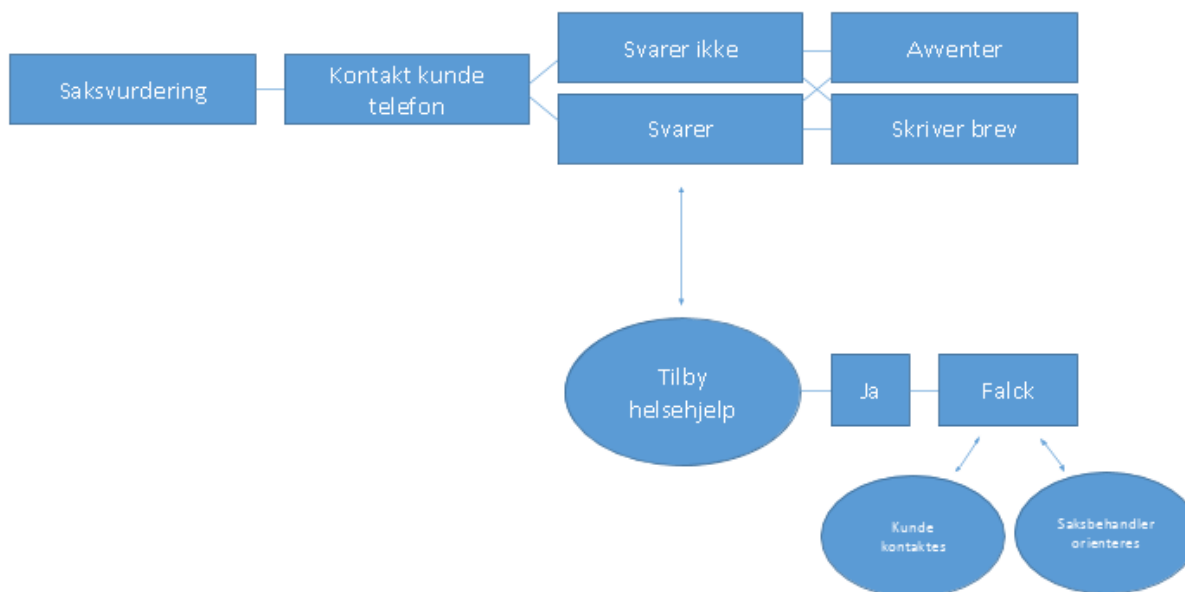 Saksvurdering
Kontakt kunde
telefon
Svarer ikke
Svarer
Avventer
Skriver brev
Tilby
helsehjelp
Ja
Falck
Kunde
kontaktes
Saksbehandler
orienteres